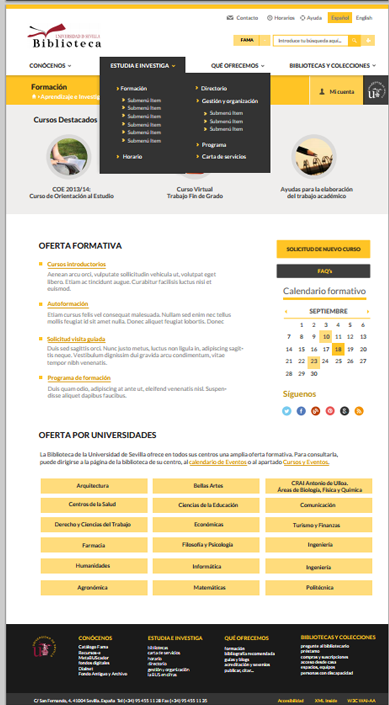 Contacto Horarios Ayuda Español English
UNIVERSIDAD DE SEVILLA
Biblioteca
FAMA Introduce tu búsqueda aquí...
CONÓCENOS ESTUDIA E INVESTIGA QUÉ OFRECEMOS BIBLIOTECAS Y COLECCIONES
Formación
Aprendizaje e Investig
Mi cuenta
Formación
Submenú Item
Submenú Item
Submenú Item
Submenú Item
Submenú Item
Submenú Item
Horario
Directorio
Gestión y organización
Submenú Item
Submenú Item
Submenú Item
Programa
Carta de servicios
Cursos Destacados
COE 2013/14:
Curso de Orientación al Estudio
Curso Virtual
Trabajo Fin de Grado
Ayudas para la elaboración
del trabajo académico
OFERTA FORMATIVA
Cursos introductorios
Aenean arcu orci, vulputate sollicitudin vehicula ut, volutpat eget
libero. Etiam ac tincidunt augue. Curabitur facilisis luctus nisl et
euismod.
Autoformación
Etiam cursus felis vel consequat malesuada. Nullam sed enim nec tellus
mollis feugiat id sit amet nulla. Donec aliquet feugiat lobortis. Donec
Solicitud visita guiada
Duis sed sagittis orci. Nunc justo metus, luctus non ligula in, adipiscing sagit-
tis neque. Vestibulum dignissim dui gravida arcu condimentum, vitae
tempor nibh venenatis.
Programa de formación
Duis quam odio, adipiscing at ante ut, eleifend venenatis nisl. Suspen-
disse aliquet dapibus faucibus.
SOLICITUD DE NUEVO CURSO
FAQ's
Calendario formativo
SEPTIEMBRE
1 2 3 4 5 6
7 8 9 10 11 12 13
14 15 16 17 18 19 20
21 22 23 24 25 26 27
28 29 30
Síguenos
OFERTA POR UNIVERSIDADES
La Biblioteca de la Universidad de Sevilla ofrece en todos sus centros una amplia oferta formativa. Para consultarla,
puede dirigirse a la página de la biblioteca de su centro, al calendario de Eventos o al apartado Cursos y Eventos.
Arquitectura Bellas Artes CRAI Antonio de Ulloa.
Áreas de Biología, Física y Química
Centros de la Salud Ciencias de la Educación Comunicación
Derecho y Ciencias del Trabajo Económicas Turismo y Finanzas
Farmacia Filosofía y Psicología Ingeniería
Humanidades Informática Ingeniería
Agronómica Matemáticas Politécnica
CONÓCENOS
Catálogo Fama
Recursos-e
MetaBUScador
fondos digitales
Dialnet
Fondo Antiguo y Archivo
ESTUDIA E INVESTIGA
bibliotecas
carta de servicios
horario
directorio
gestión y organización
la BUS en cifras
QUÉ OFRECEMOS
formación
bibliografía recomendada
guías y blogs
acreditación y sexenios
publicar, citar...
BIBLIOTECAS Y COLECCIONES
pregunte al bibliotecario
préstamo
compras y suscripciones
acceso desde casa
espacios, equipos
personas con discapacidad
C/ San Fernando, 4, 41004 Sevilla, España Tel (+34) 95 455 11 28 Fax (+34) 95 455 11 28
Accesibilidad XML Inside W3C WAI-AA